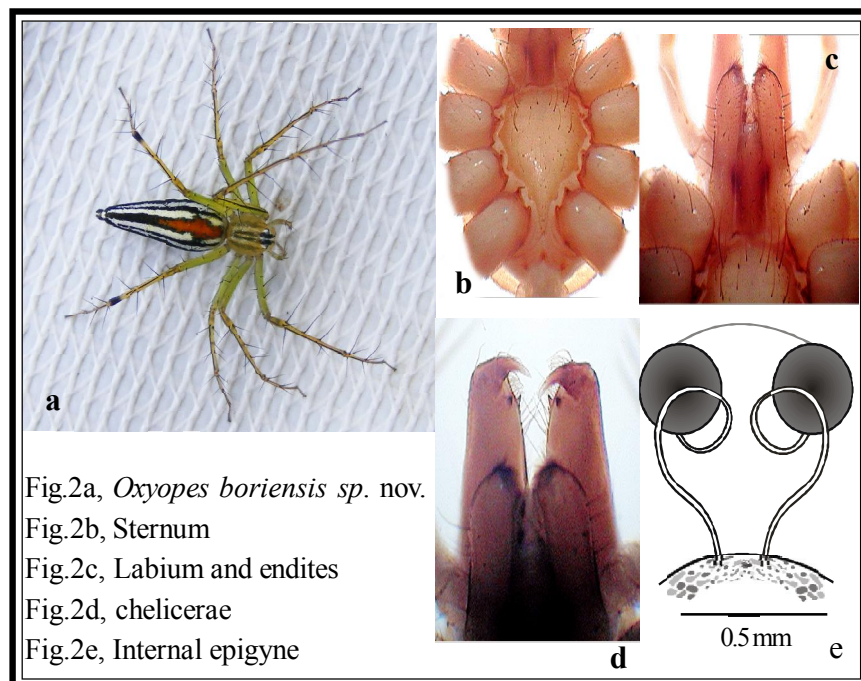 a
b
c
d
0.5 mm
e
Fig.2a, Oxyopes boriensis sp. nov.
Fig.2b, Sternum
Fig.2c, Labium and endites
Fig.2d, chelicerae
Fig.2e, Internal epigyne